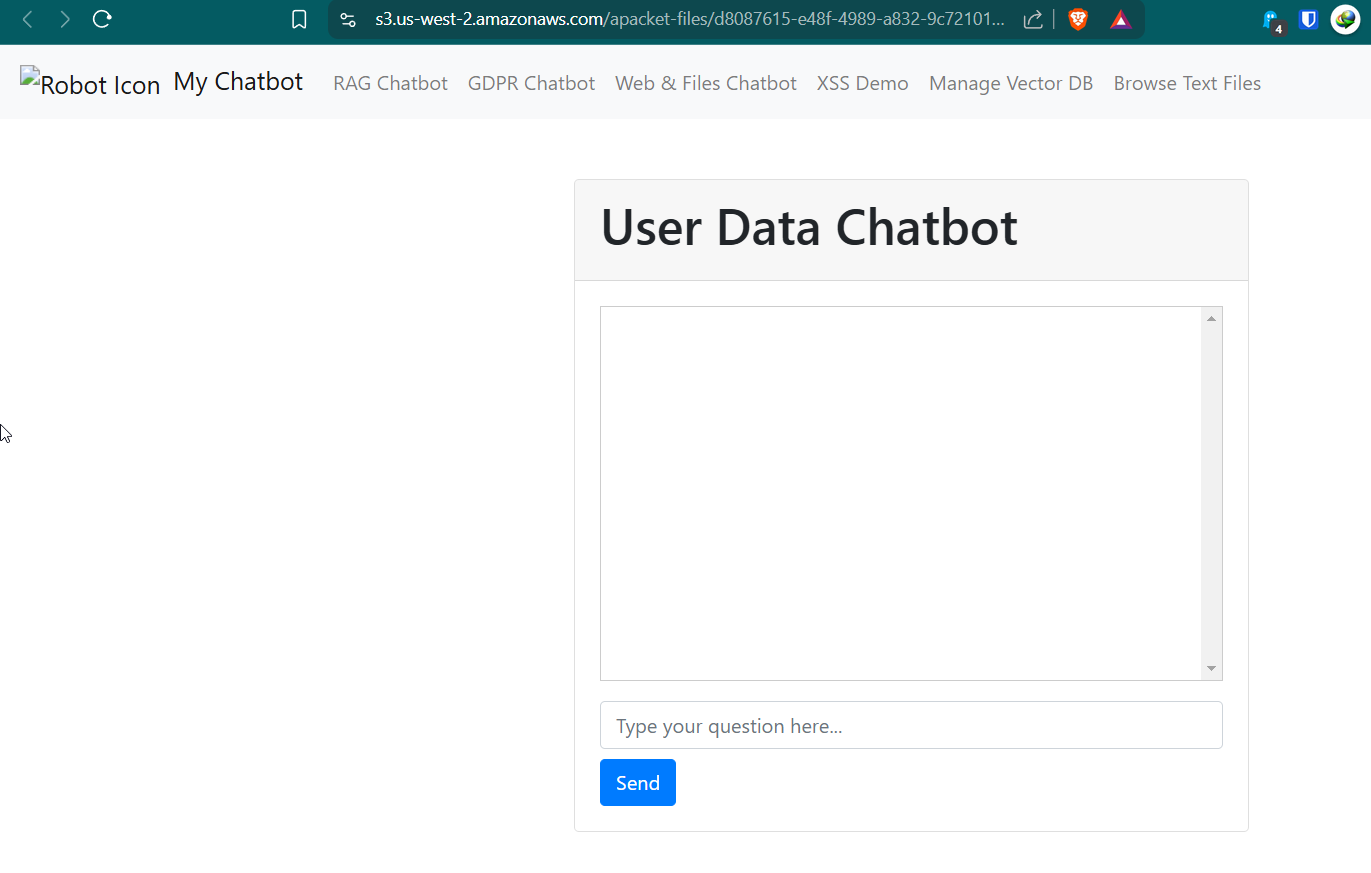 s3.us-west-2.amazonaws.com/apacket-files/d8087615-e48f-4989-a832-9c72101...
4
Robot Icon My Chatbot RAG Chatbot GDPR Chatbot Web & Files Chatbot XSS Demo Manage Vector DB Browse Text Files
User Data Chatbot
Type your question here...
Send